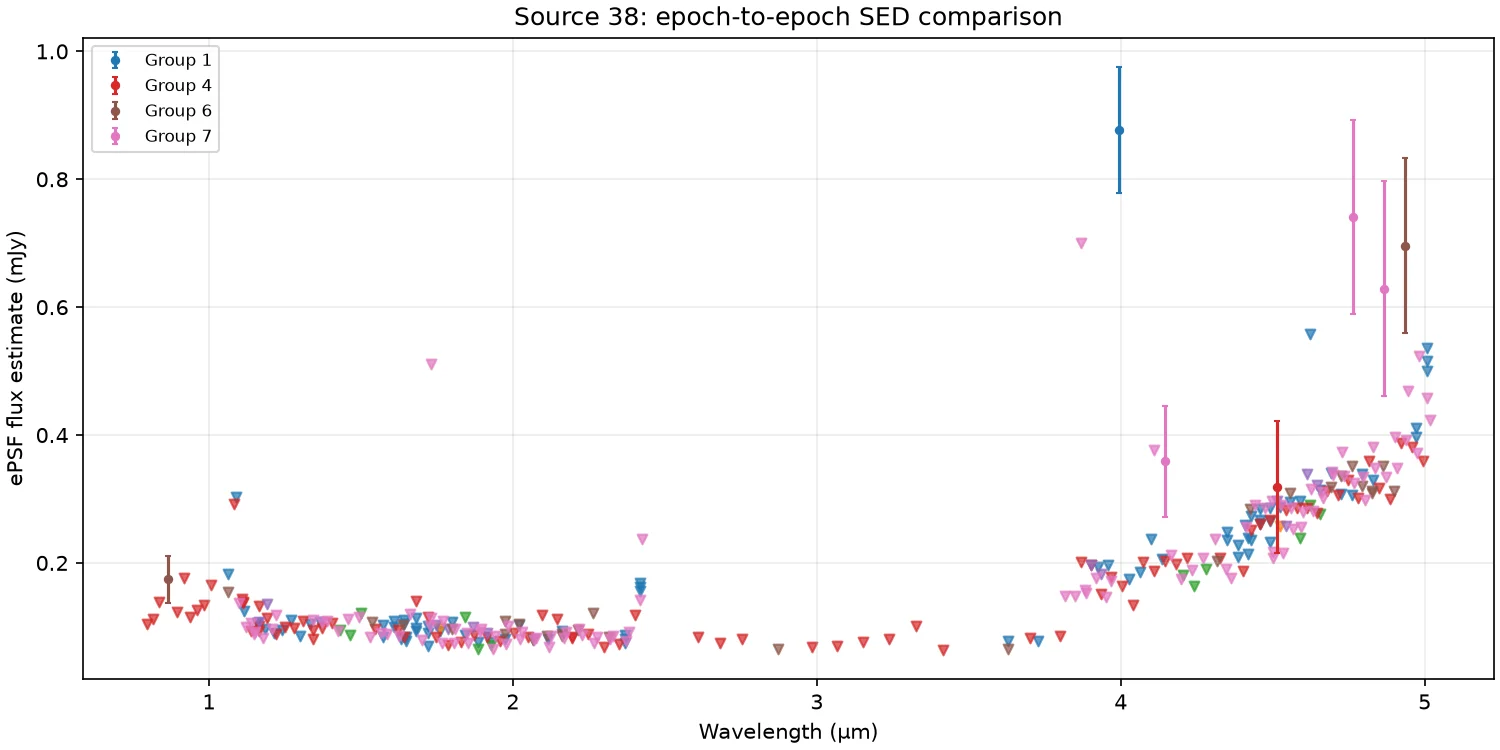 Source 38: epoch-to-epoch SED comparison
Group 1
Group 4
Group 6
Group 7
ePSF flux estimate (mJy)
1.0
0.8
0.6
0.4
0.2
1 2 3 4 5
Wavelength (μm)